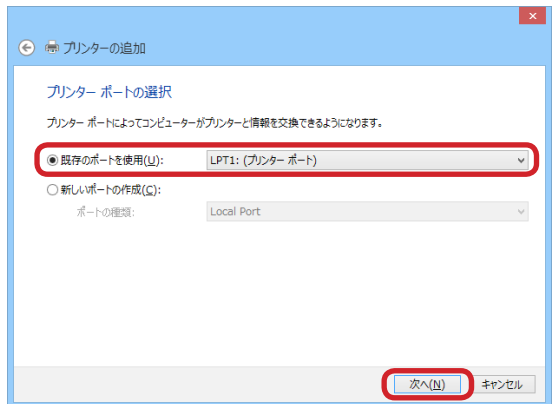 プリンターの追加
プリンター ポートの選択
プリンター ポートによってコンピューターがプリンターと情報を交換できるようになります。
既存のポートを使用(U): LPT1: (プリンター ポート)
新しいポートの作成(C):
ポートの種類: Local Port
次へ(N) キャンセル